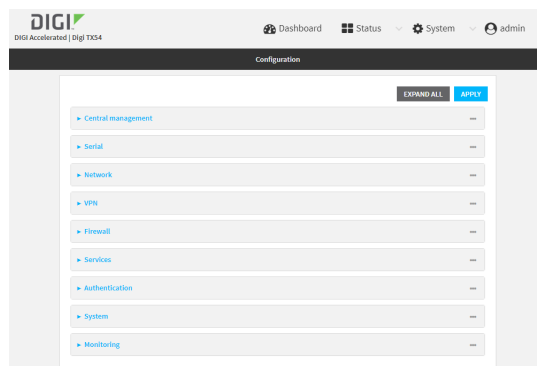 DIGI
DIGI Accelerated | Digi TX54
Dashboard Status System admin
Configuration
EXPAND ALL APPLY
Central management
Serial
Network
VPN
Firewall
Services
Authentication
System
Monitoring